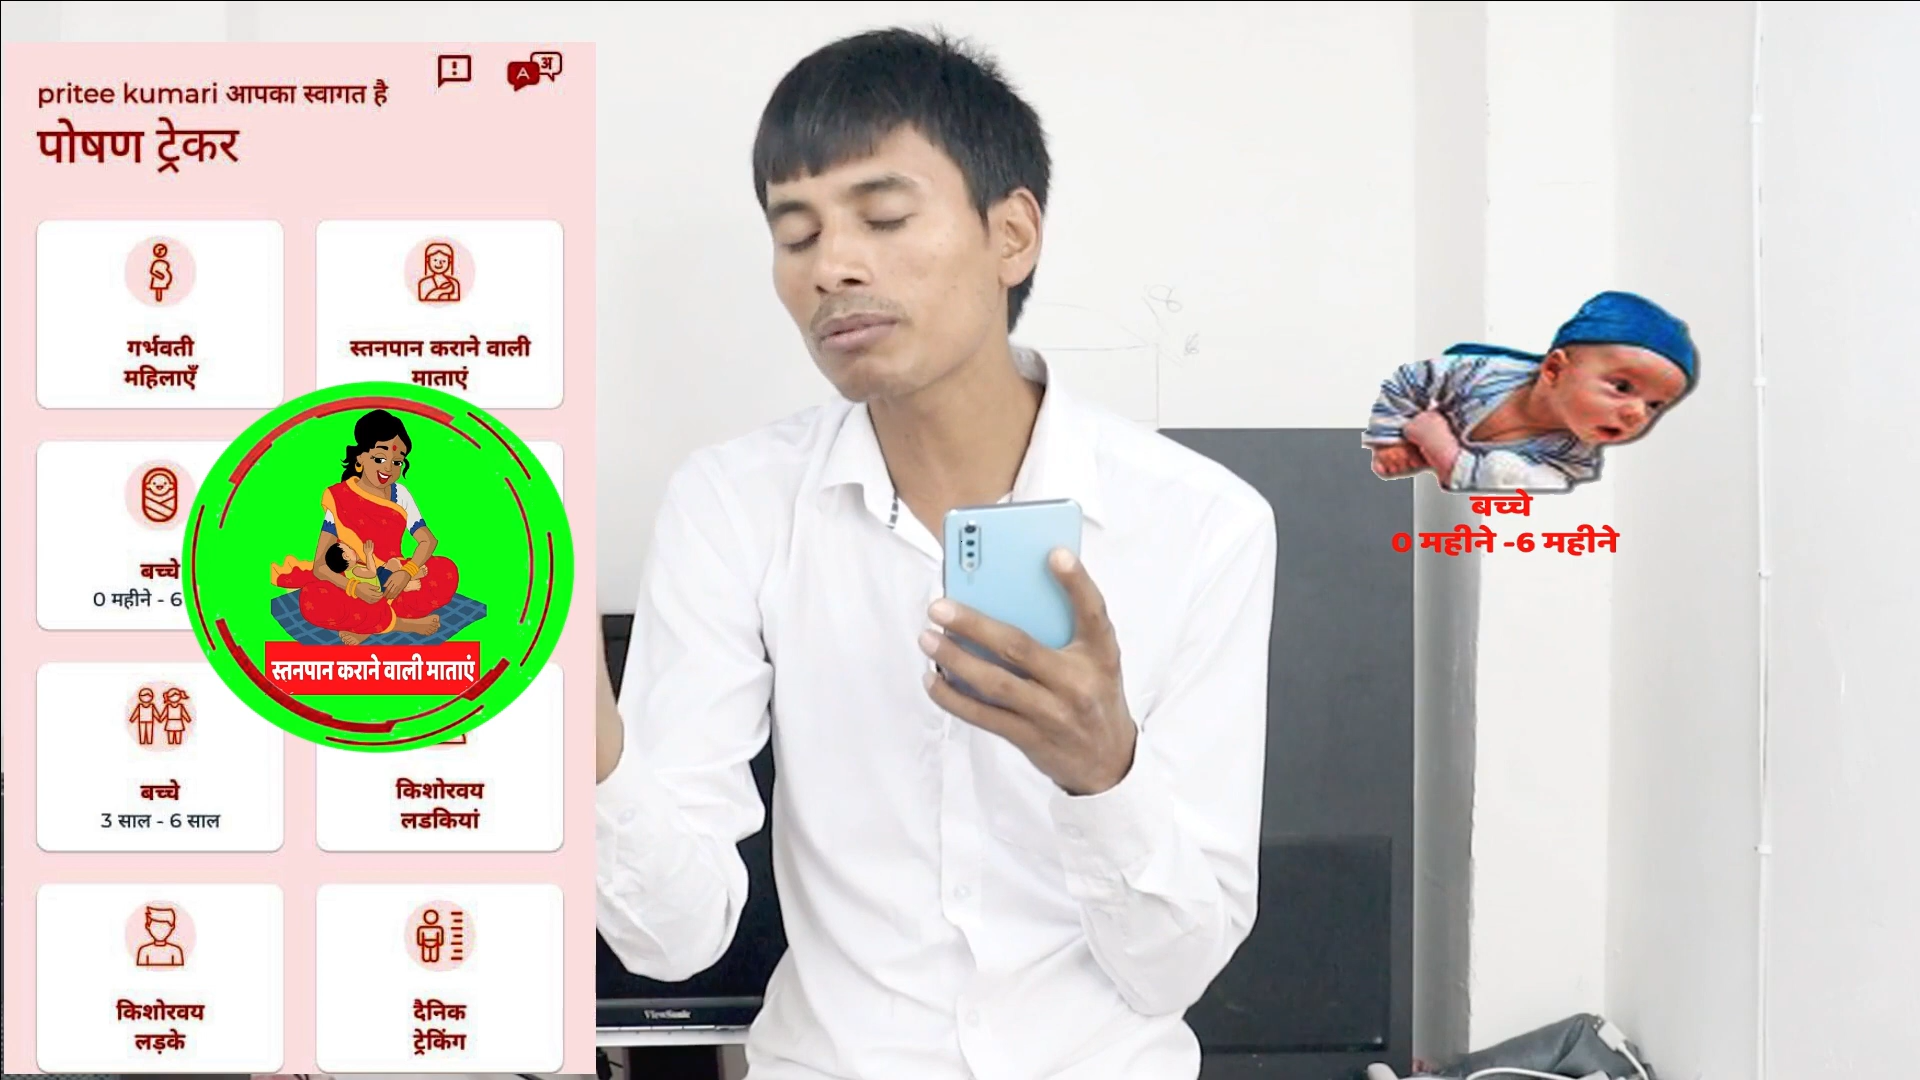 pritee kumari आपका स्वागत है
पोषण ट्रेकर
A अ
गर्भवती
महिलाएँ
स्तनपान कराने वाली
माताएं
बच्चे
0 महीने - 6
स्तनपान कराने वाली माताएं
बच्चे
3 साल - 6 साल
किशोरवय
लडकियां
किशोरवय
लड़के
दैनिक
ट्रेकिंग
बच्चे
0 महीने -6 महीने
ViewSonic